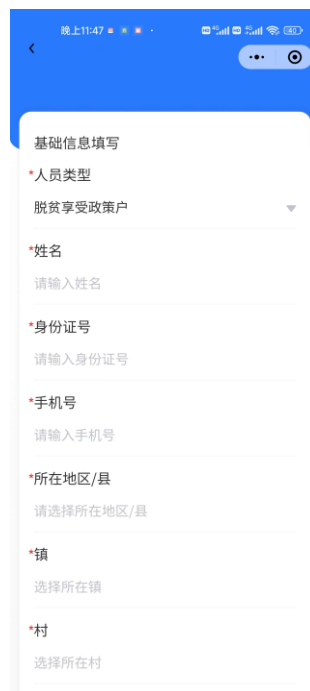 晚上11:47
40
基础信息填写
*人员类型
脱贫享受政策户
*姓名
请输入姓名
*身份证号
请输入身份证号
*手机号
请输入手机号
*所在地区/县
请选择所在地区/县
*镇
选择所在镇
*村
选择所在村